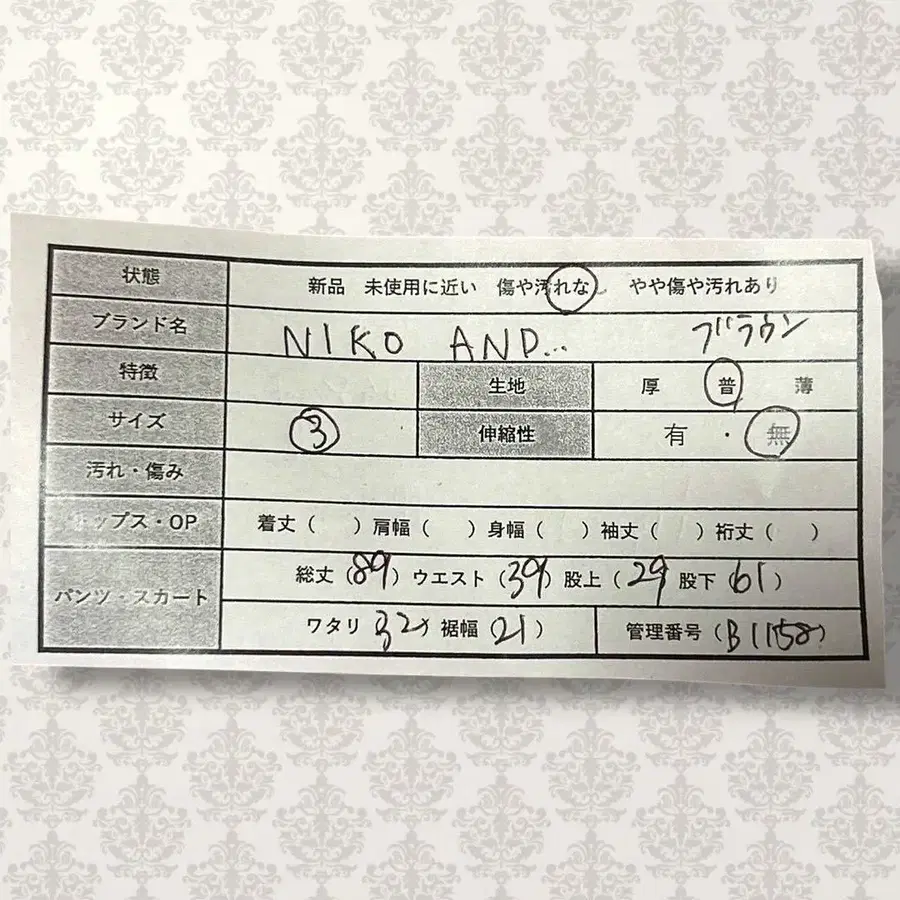 状態 新品 未使用に近い 傷や汚れなし やや傷や汚れあり
ブランド名 NIKO AND... ブラウン
特徴 生地 厚 普 薄
サイズ 3 伸縮性 有 ・ 無
汚れ・傷み
トップス・OP 着丈( ) 肩幅( ) 身幅( ) 袖丈( ) 裄丈( )
パンツ・スカート 総丈(89) ウエスト(39) 股上(29 股下(61)
ワタリ 32) 裾幅(21) 管理番号(B1158)